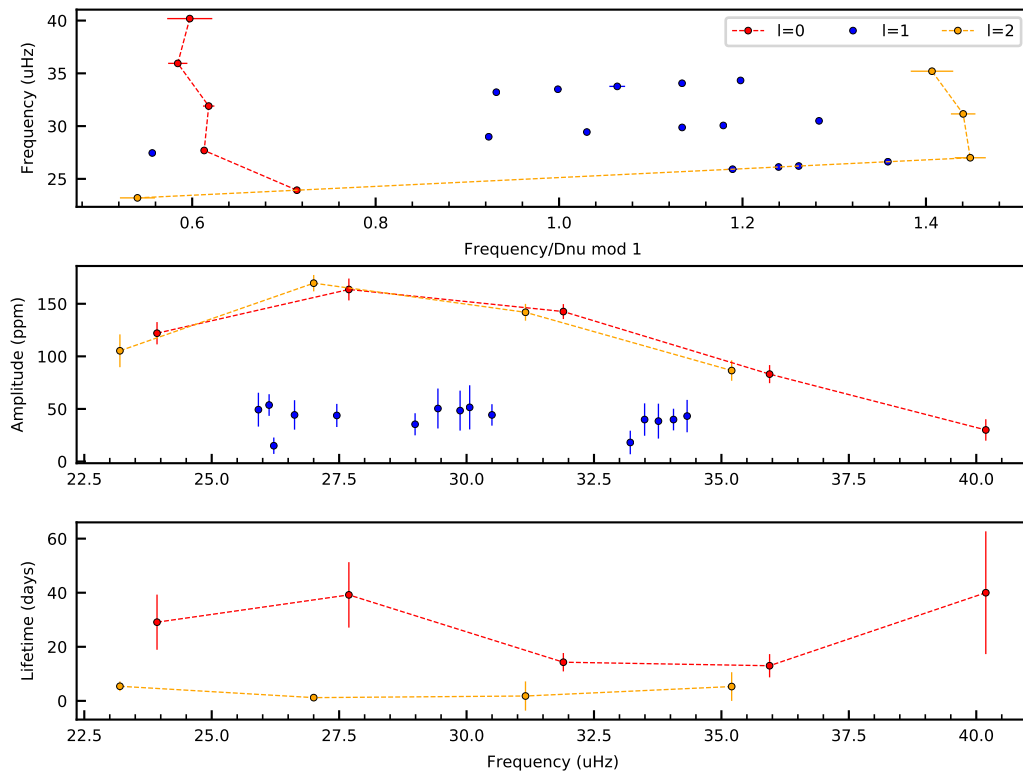 40
35
30
25
Frequency (uHz)
l=0 l=1 l=2
0.6 0.8 1.0 1.2 1.4
Frequency/Dnu mod 1
150
100
50
0
Amplitude (ppm)
22.5 25.0 27.5 30.0 32.5 35.0 37.5 40.0
60
40
20
0
Lifetime (days)
22.5 25.0 27.5 30.0 32.5 35.0 37.5 40.0
Frequency (uHz)